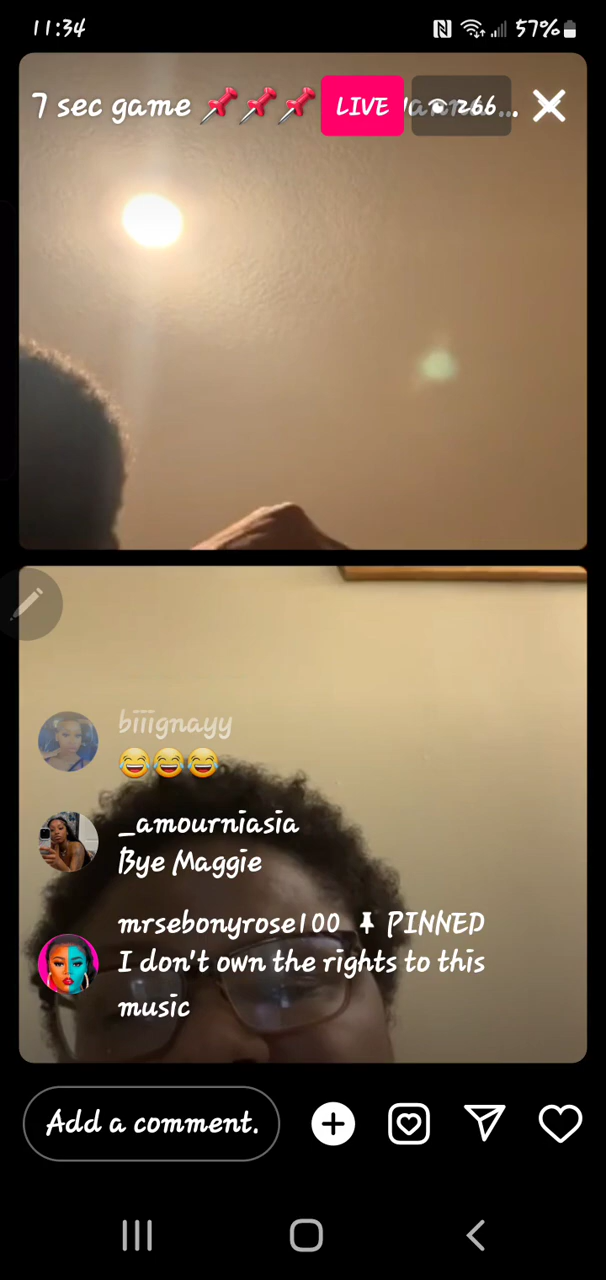 11:34
57%
7 sec game 📌📌📌
LIVE
266
biiignayy
😂😂😂
_amourniasia
Bye Maggie
mrsebonyrose100 PINNED
I don't own the rights to this
music
Add a comment.